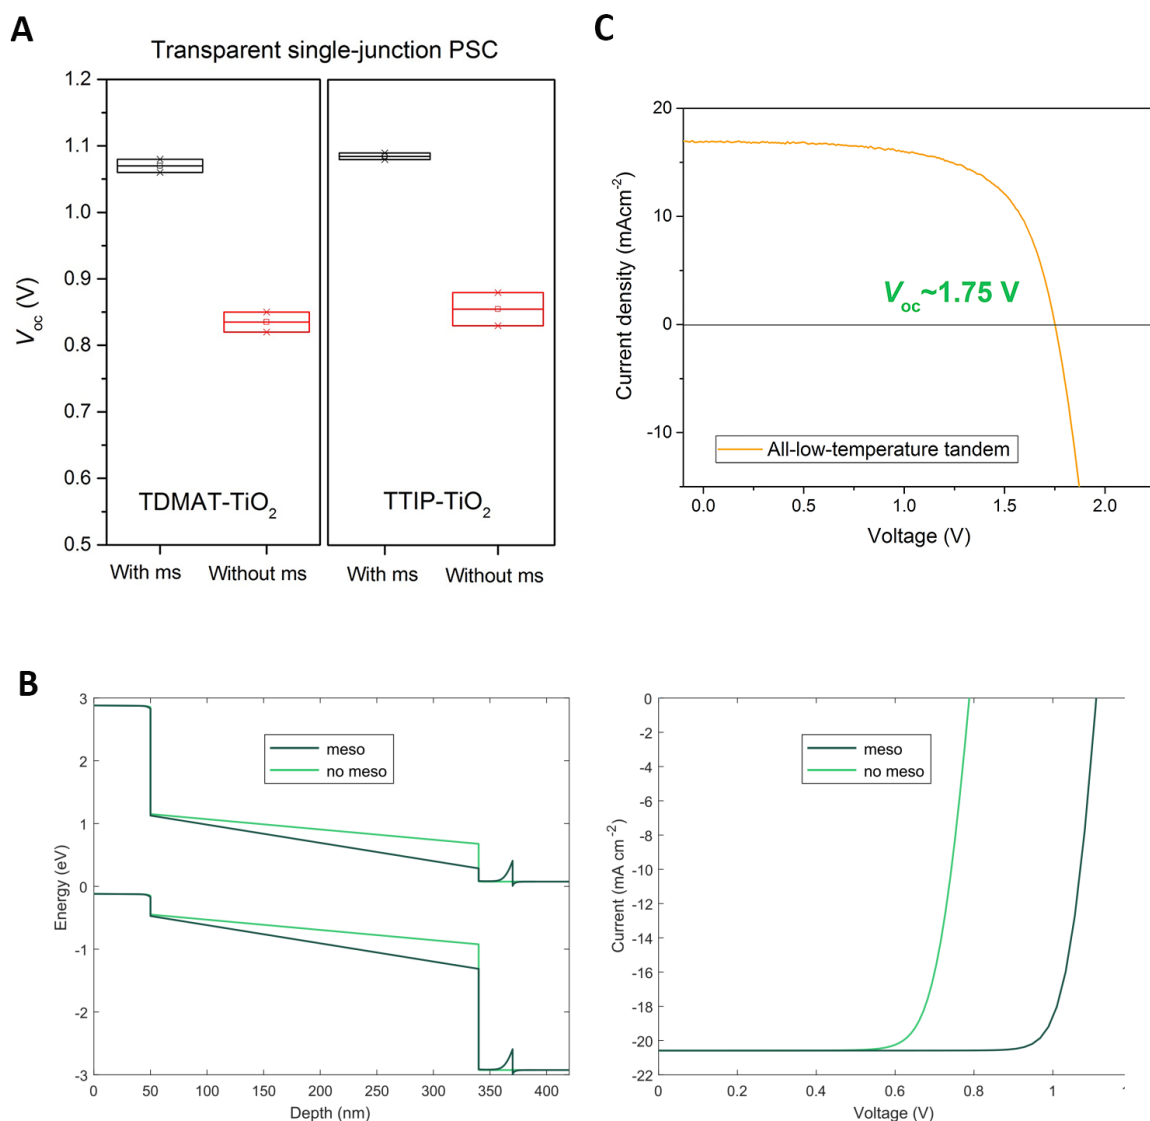 A
Transparent single-junction PSC
1.2
1.1
1.0
0.9
0.8
0.7
0.6
0.5
V_oc (V)
TDMAT-TiO₂
TTIP-TiO₂
With ms
Without ms
With ms
Without ms
C
20
10
0
-10
Current density (mAcm⁻²)
V_oc~1.75 V
All-low-temperature tandem
0.0
0.5
1.0
1.5
2.0
Voltage (V)
B
3
2
1
0
-1
-2
-3
Energy (eV)
meso
no meso
0
50
100
150
200
250
300
350
400
Depth (nm)
0
-2
-4
-6
-8
-10
-12
-14
-16
-18
-20
-22
Current (mA cm⁻²)
meso
no meso
0
0.2
0.4
0.6
0.8
1
Voltage (V)